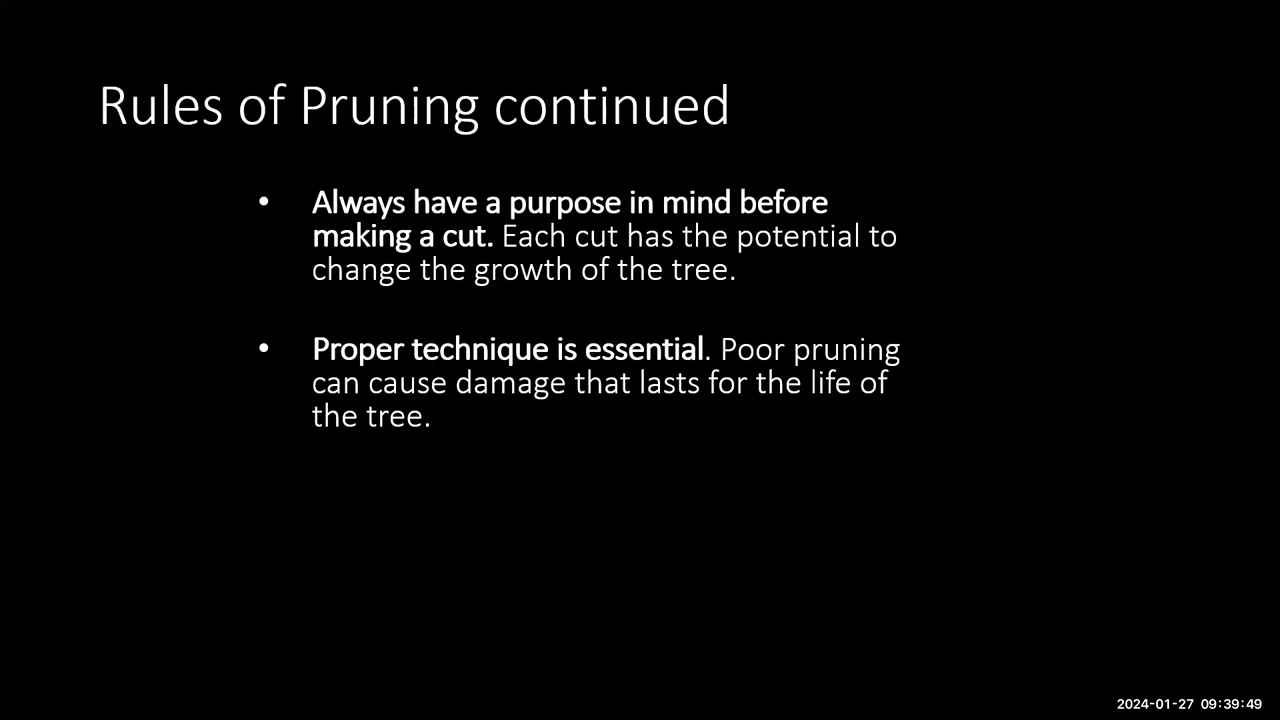 Rules of Pruning continued
• Always have a purpose in mind before
making a cut. Each cut has the potential to
change the growth of the tree.
• Proper technique is essential. Poor pruning
can cause damage that lasts for the life of
the tree.
2024-01-27 09:39:49